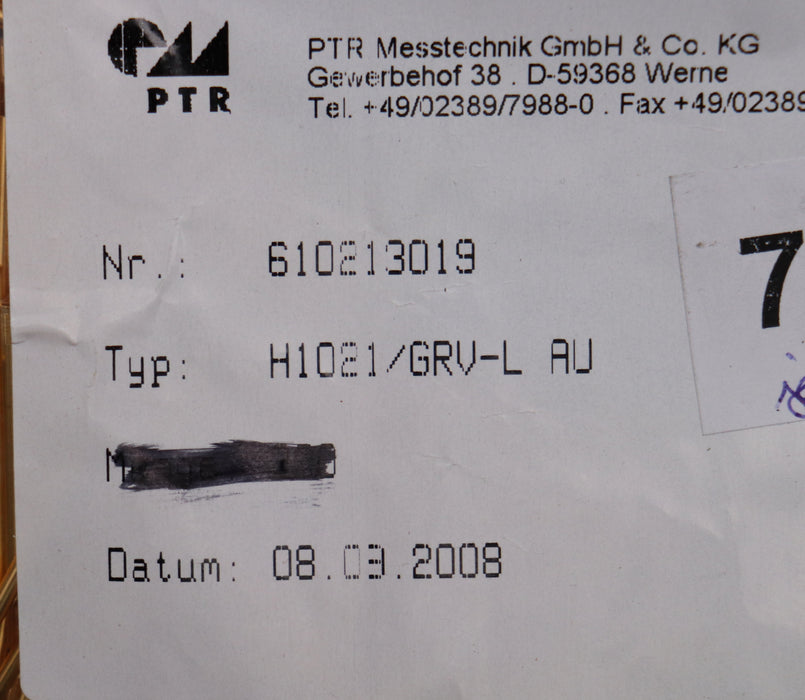 PTR
PTR Messtechnik GmbH & Co. KG
Gewerbehof 38 . D-59368 Werne
Tel. +49/02389/7988-0 . Fax +49/02389
7
Nr.: 610213019
Typ: H1021/GRV-L AU
Datum: 08.03.2008